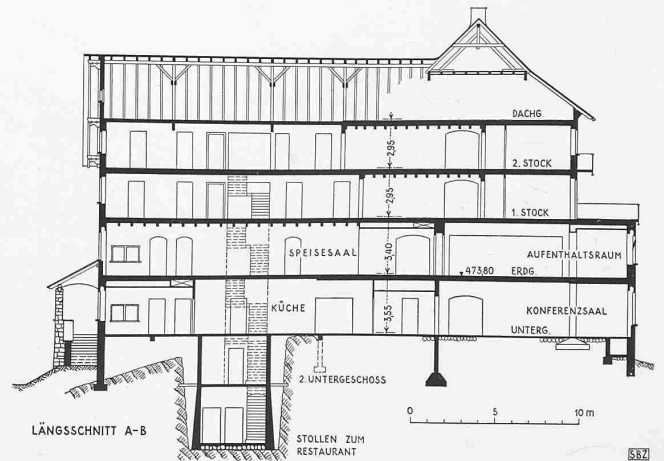 DACHG.
2,95
2. STOCK
2,95
1. STOCK
SPEISESAAL
3,40
AUFENTHALTSRAUM
473,80 ERDG.
KÜCHE
3,55
KONFERENZSAAL
UNTERG.
2. UNTERGESCHOSS
0 5 10 m
LÄNGSSCHNITT A-B
STOLLEN ZUM
RESTAURANT
SBZ